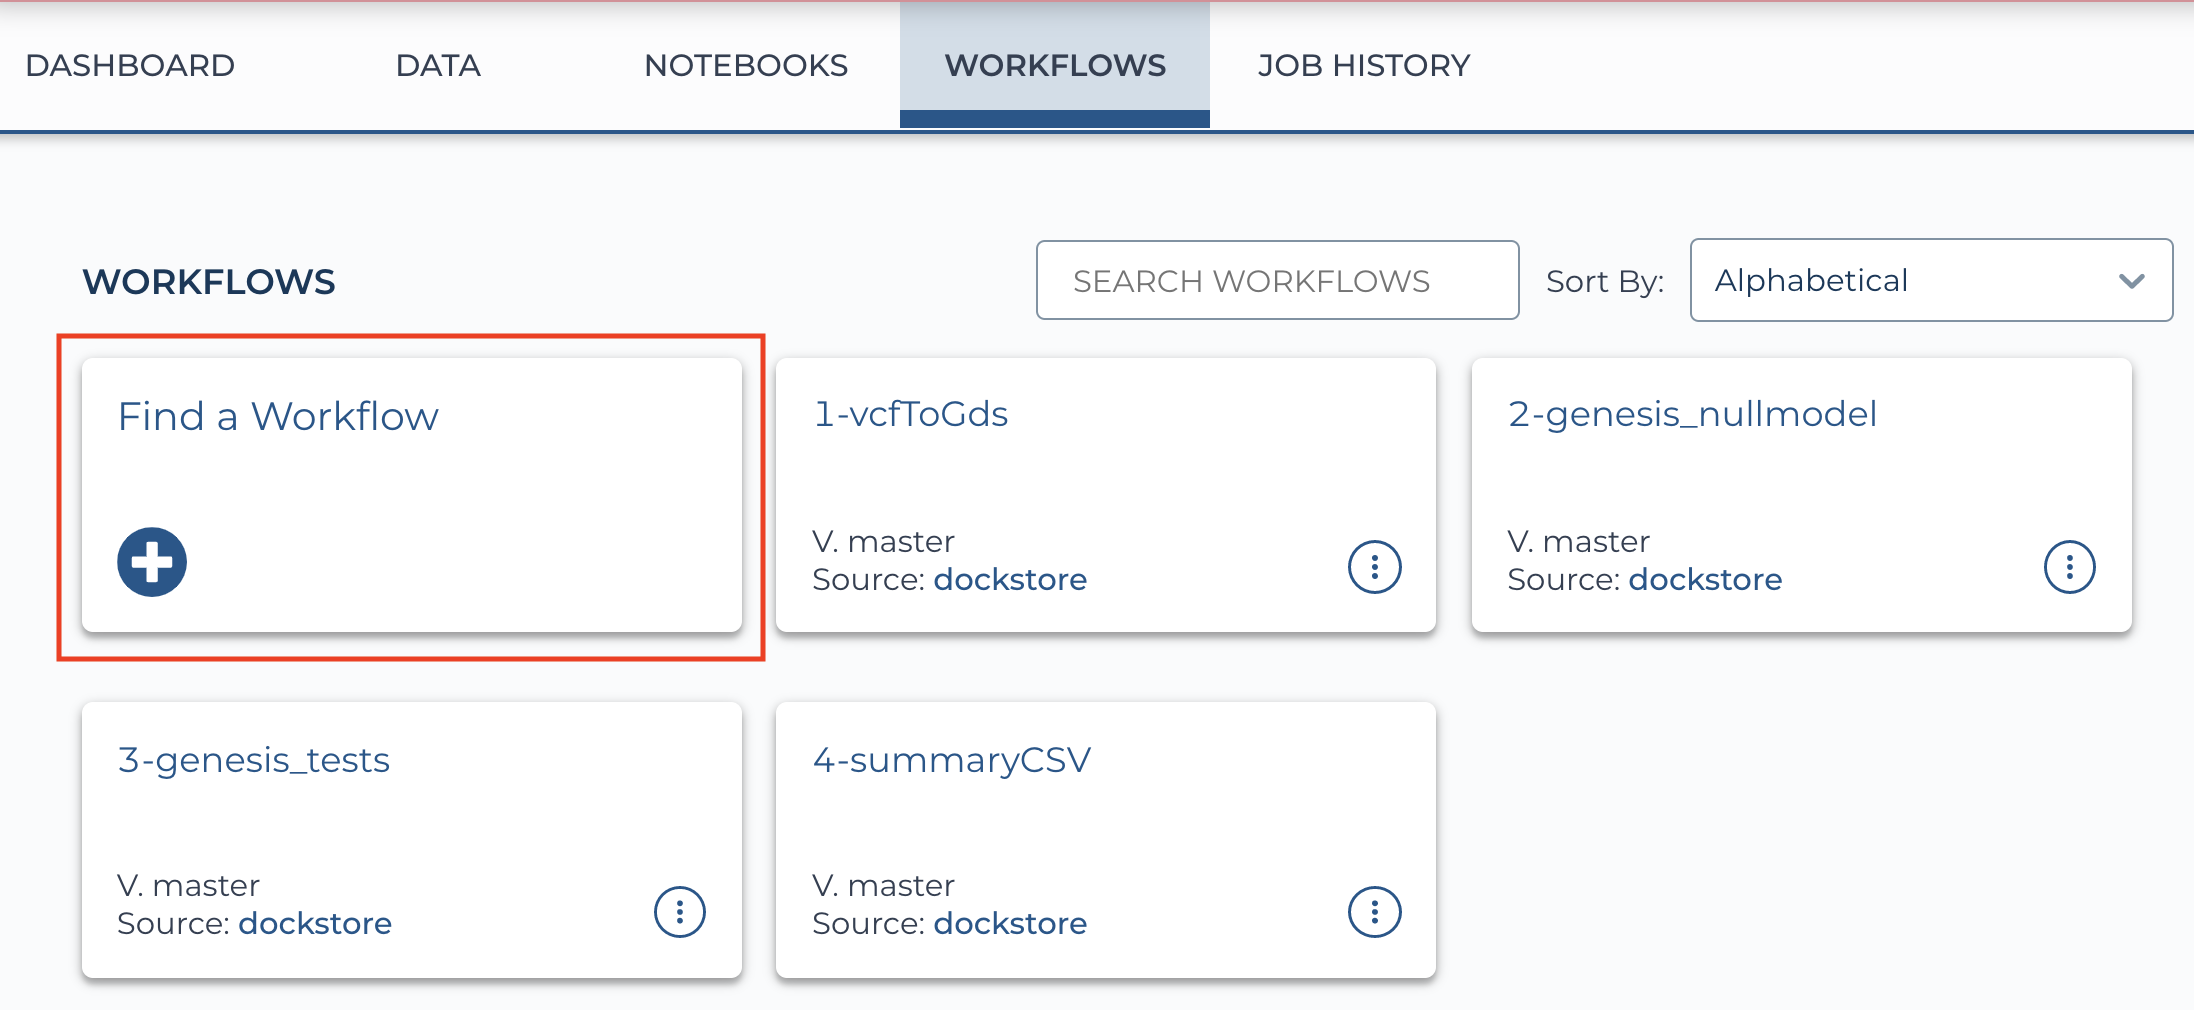 DASHBOARD DATA NOTEBOOKS WORKFLOWS JOB HISTORY
WORKFLOWS
SEARCH WORKFLOWS
Sort By:
Alphabetical
Find a Workflow
1-vcfToGds
V. master
Source: dockstore
2-genesis_nullmodel
V. master
Source: dockstore
3-genesis_tests
V. master
Source: dockstore
4-summaryCSV
V. master
Source: dockstore